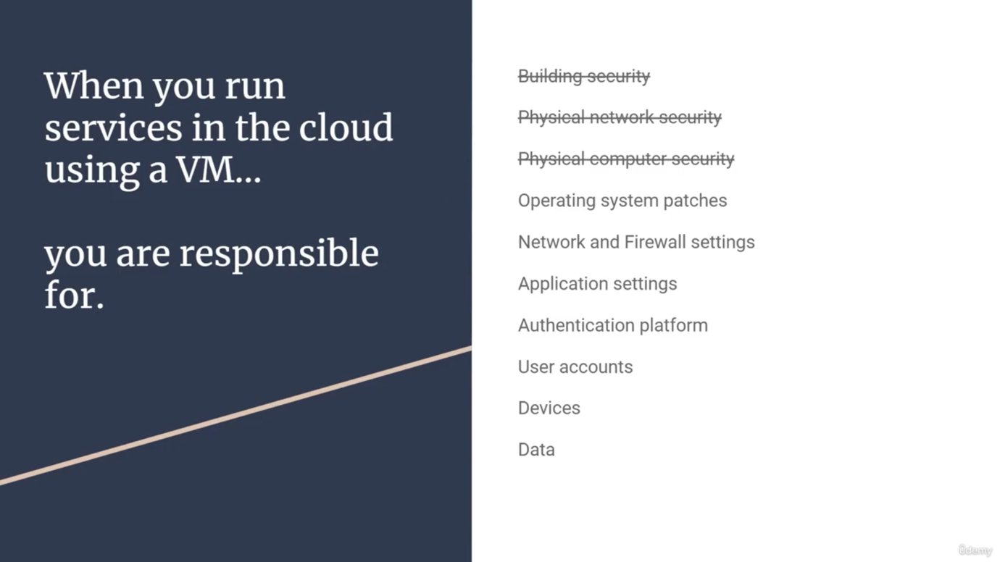 When you run
services in the cloud
using a VM...
you are responsible
for.
Building security
Physical network security
Physical computer security
Operating system patches
Network and Firewall settings
Application settings
Authentication platform
User accounts
Devices
Data
ûdemy